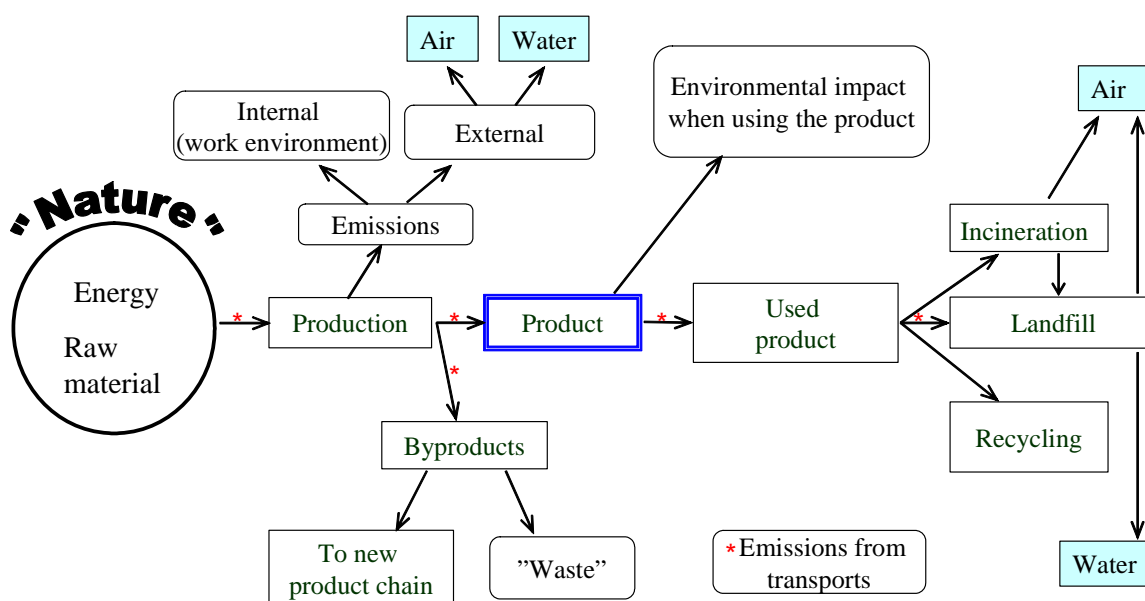 Air
Water
Internal
(work environment)
External
Environmental impact
when using the product
Air
" Nature "
Emissions
Incineration
Energy
Raw
material
*
Production
*
Product
*
Used
product
*
Landfill
*
Byproducts
Recycling
To new
product chain
”Waste”
*Emissions from
transports
Water